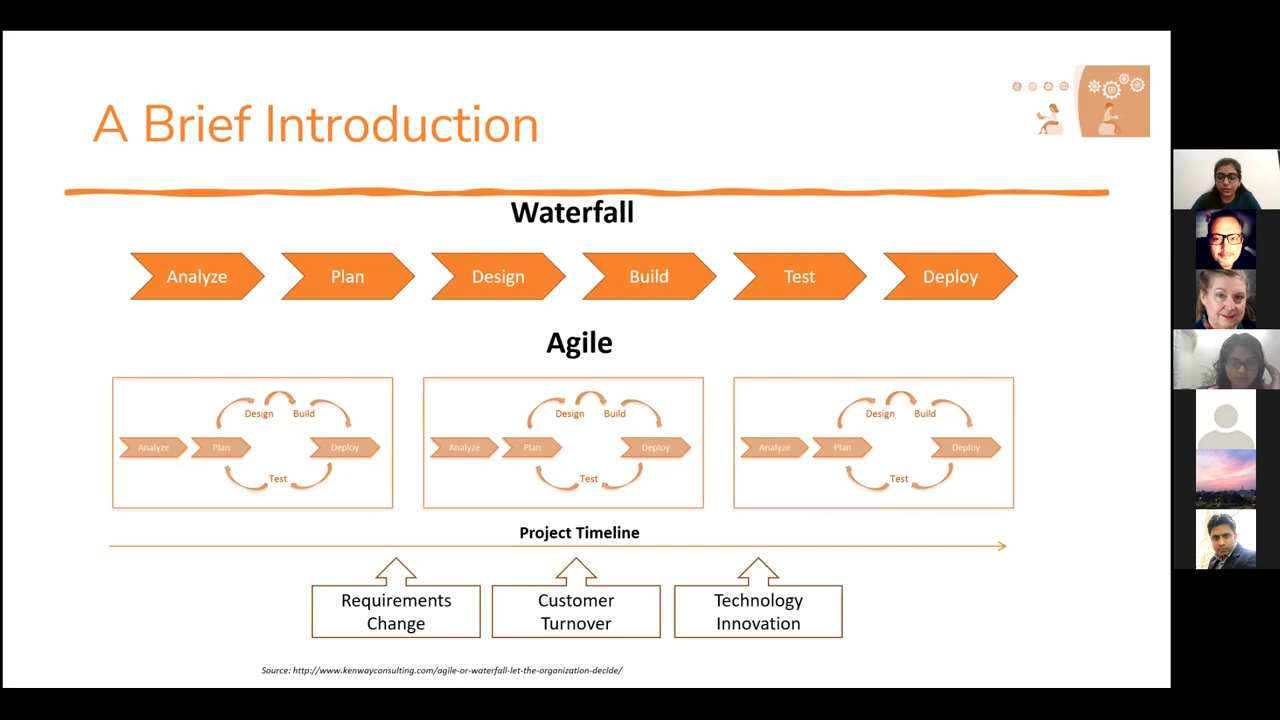 A Brief Introduction
Waterfall
Analyze Plan Design Build Test Deploy
Agile
Design Build Design Build Design Build
Analyze Plan Deploy Analyze Plan Deploy Analyze Plan Deploy
Test Test Test
Project Timeline
Requirements Customer Technology
Change Turnover Innovation
Source: http://www.kenwayconsulting.com/agile-or-waterfall-let-the-organization-decide/